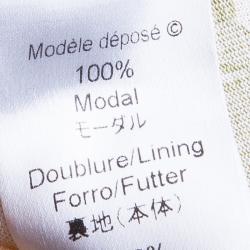 Modèle déposé ©
100%
Modal
モーダル
Doublure/Lining
Forro/Futter
裏地(本体)
%